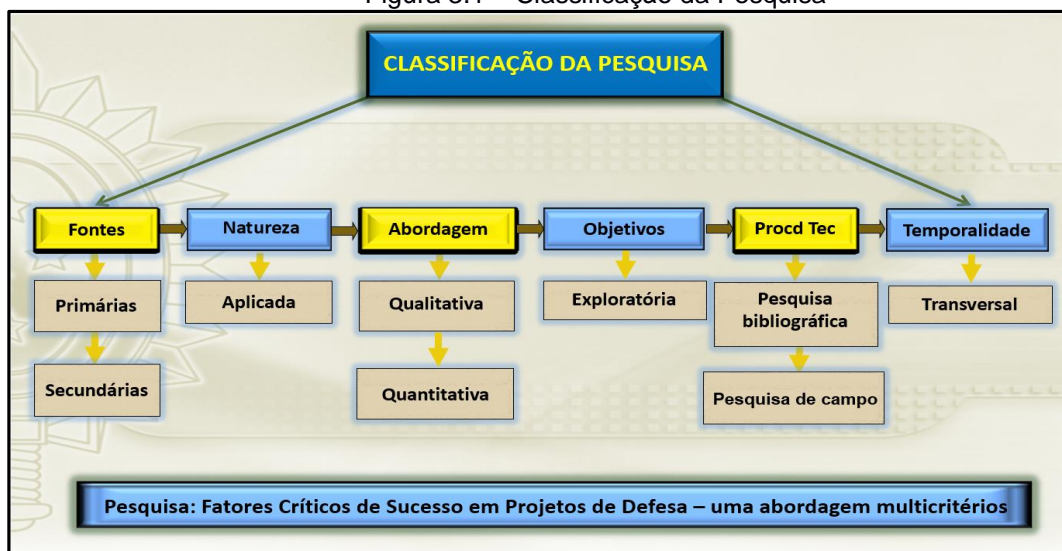 CLASSIFICAÇÃO DA PESQUISA
Fontes
Natureza
Abordagem
Objetivos
Procd Tec
Temporalidade
Primárias
Aplicada
Qualitativa
Exploratória
Pesquisa
bibliográfica
Transversal
Secundárias
Quantitativa
Pesquisa de campo
Pesquisa: Fatores Críticos de Sucesso em Projetos de Defesa – uma abordagem multicritérios